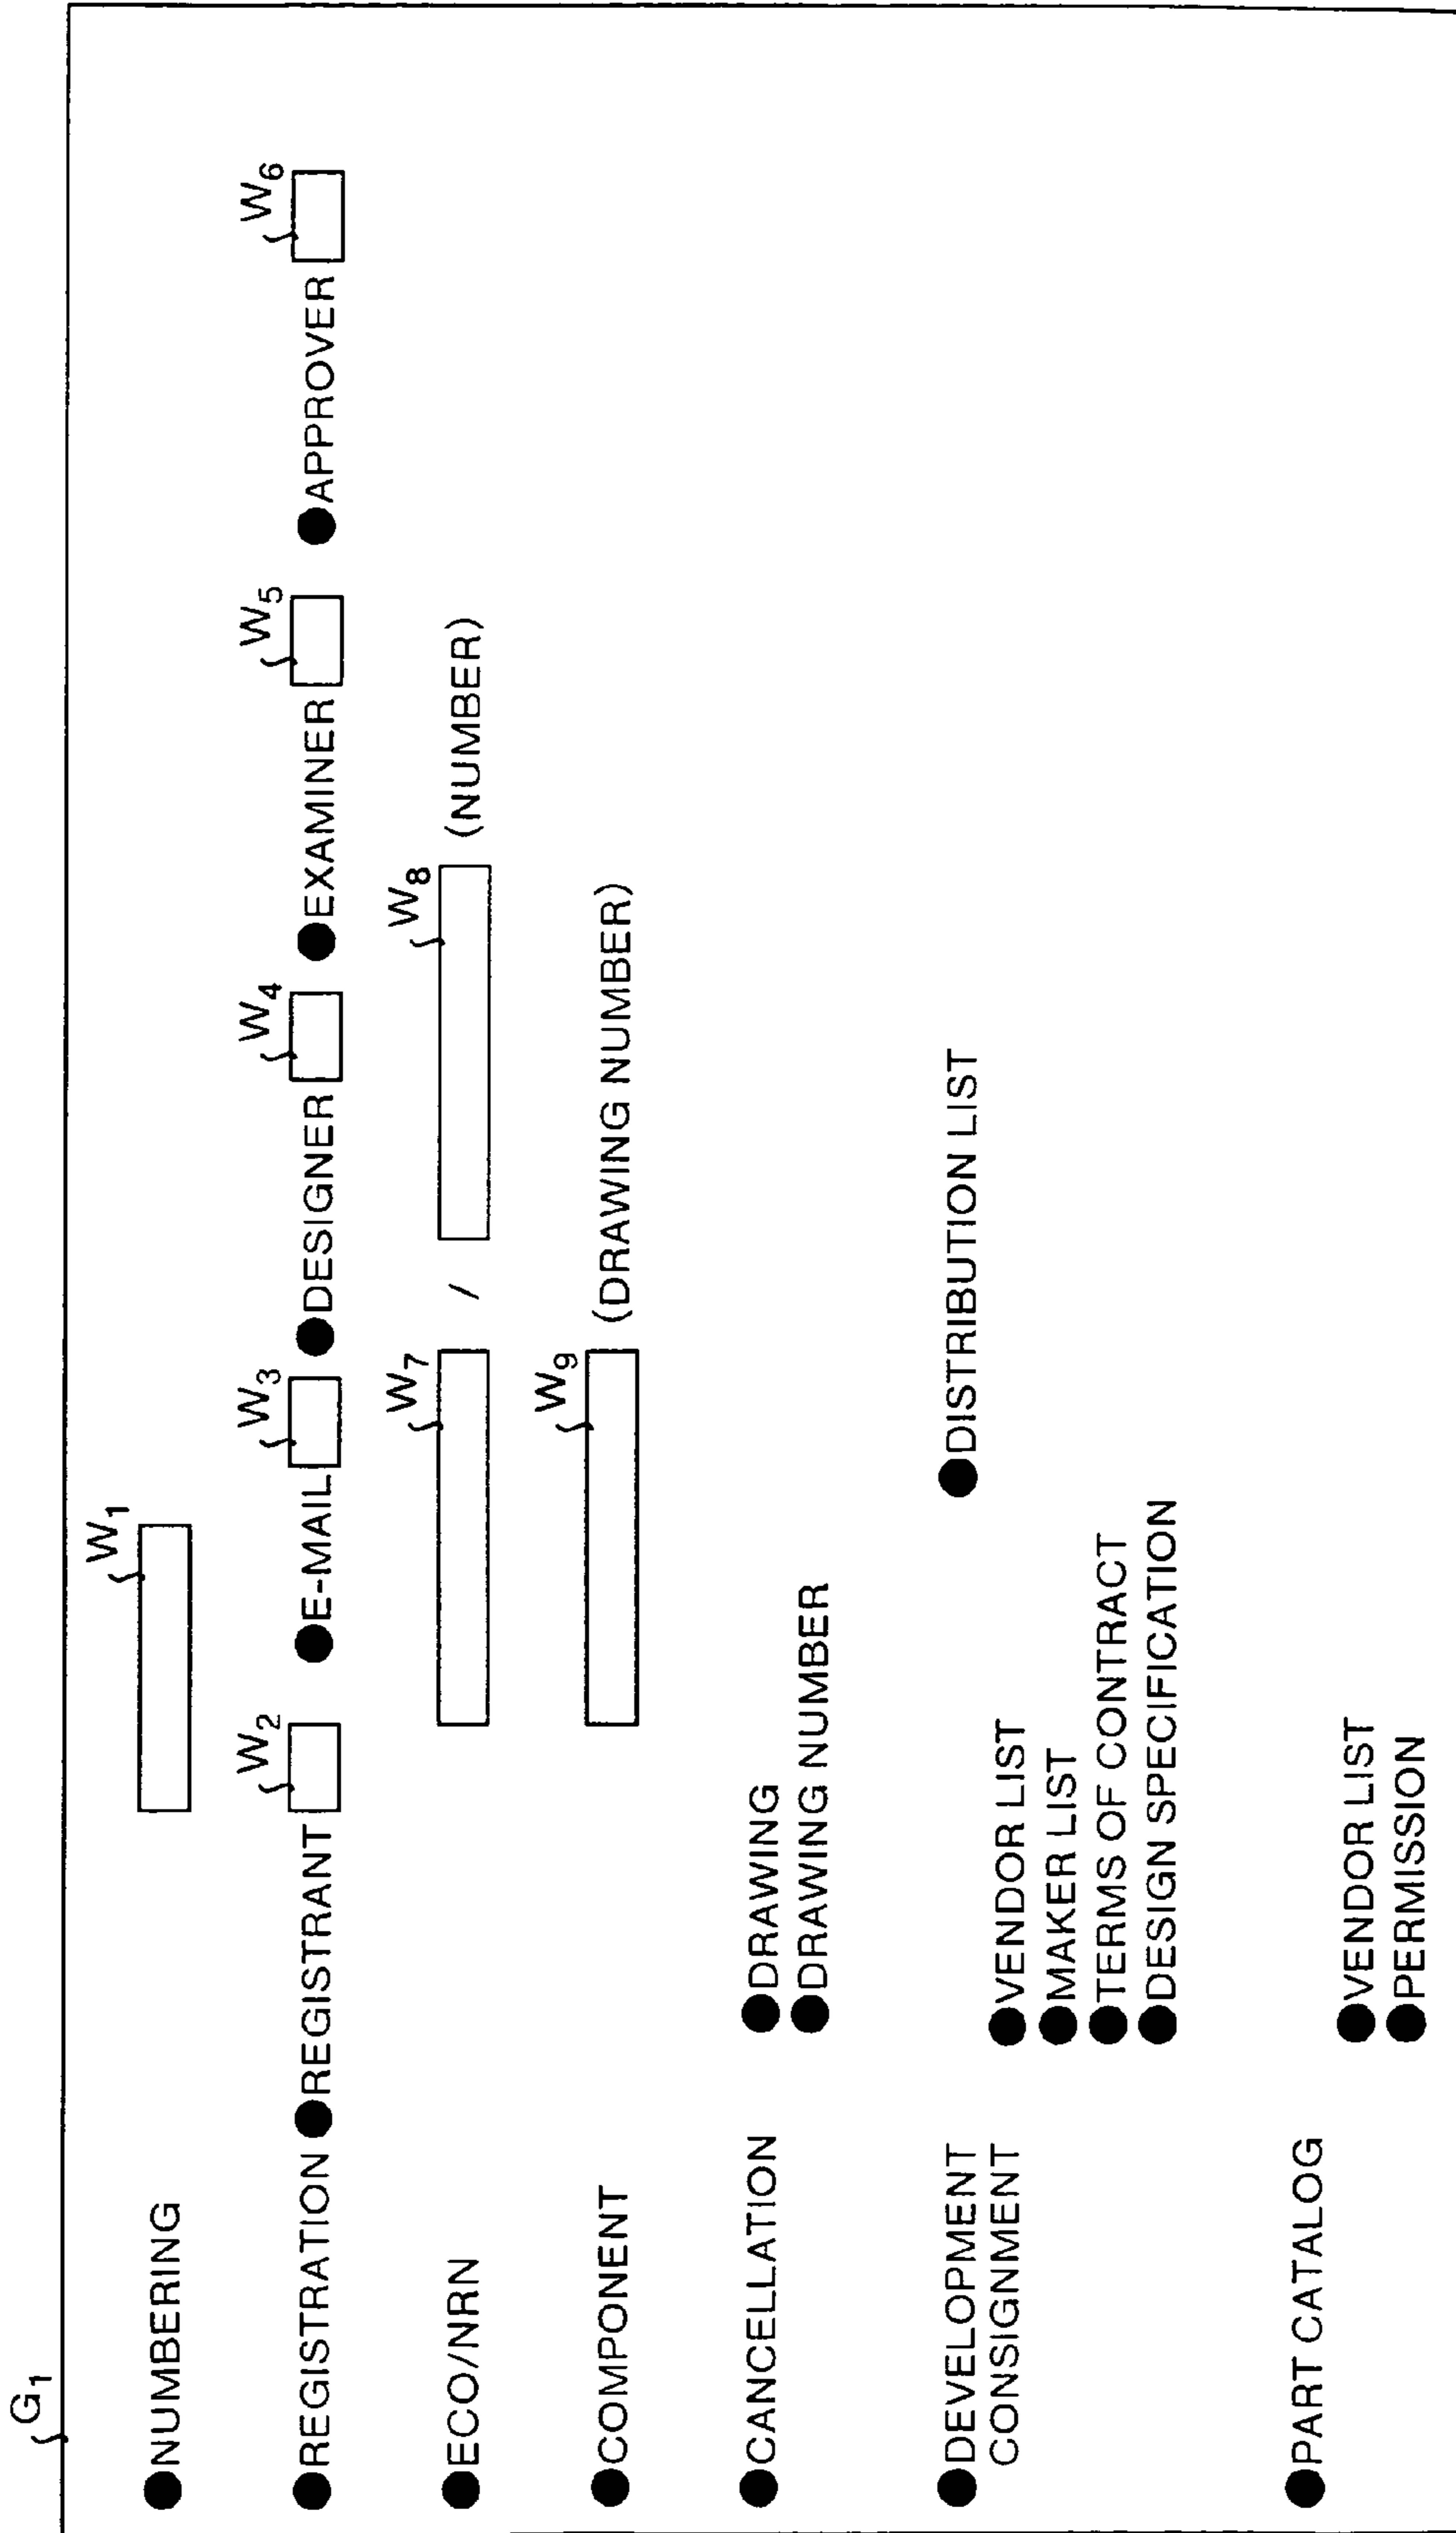 G1
●NUMBERING W1
●REGISTRATION ●REGISTRANT W2 ●E-MAIL W3 ●DESIGNER W4 ●EXAMINER W5 ●APPROVER W6
●ECO/NRN W7 / W8 (NUMBER)
●COMPONENT W9 (DRAWING NUMBER)
●CANCELLATION ●DRAWING
●DRAWING NUMBER
●DEVELOPMENT CONSIGNMENT ●DISTRIBUTION LIST
●VENDOR LIST
●MAKER LIST
●TERMS OF CONTRACT
●DESIGN SPECIFICATION
●PART CATALOG
●VENDOR LIST
●PERMISSION